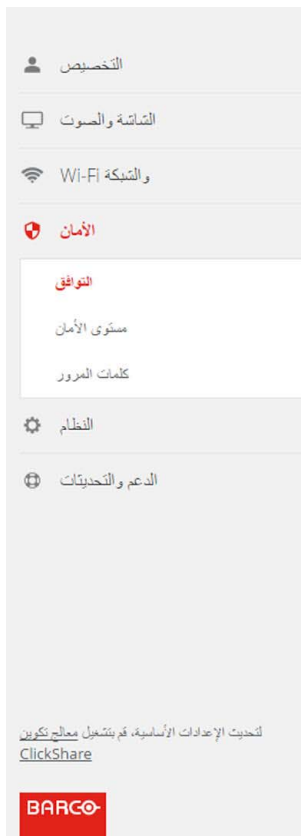 التخصيص
الشاشة والصوت
والشبكة Wi-Fi
الأمان
التوافق
مستوى الأمان
كلمات المرور
النظام
الدعم والتحديثات
لتحديث الإعدادات الأساسية، قم بتشغيل معالج تكوين
ClickShare
BARCO